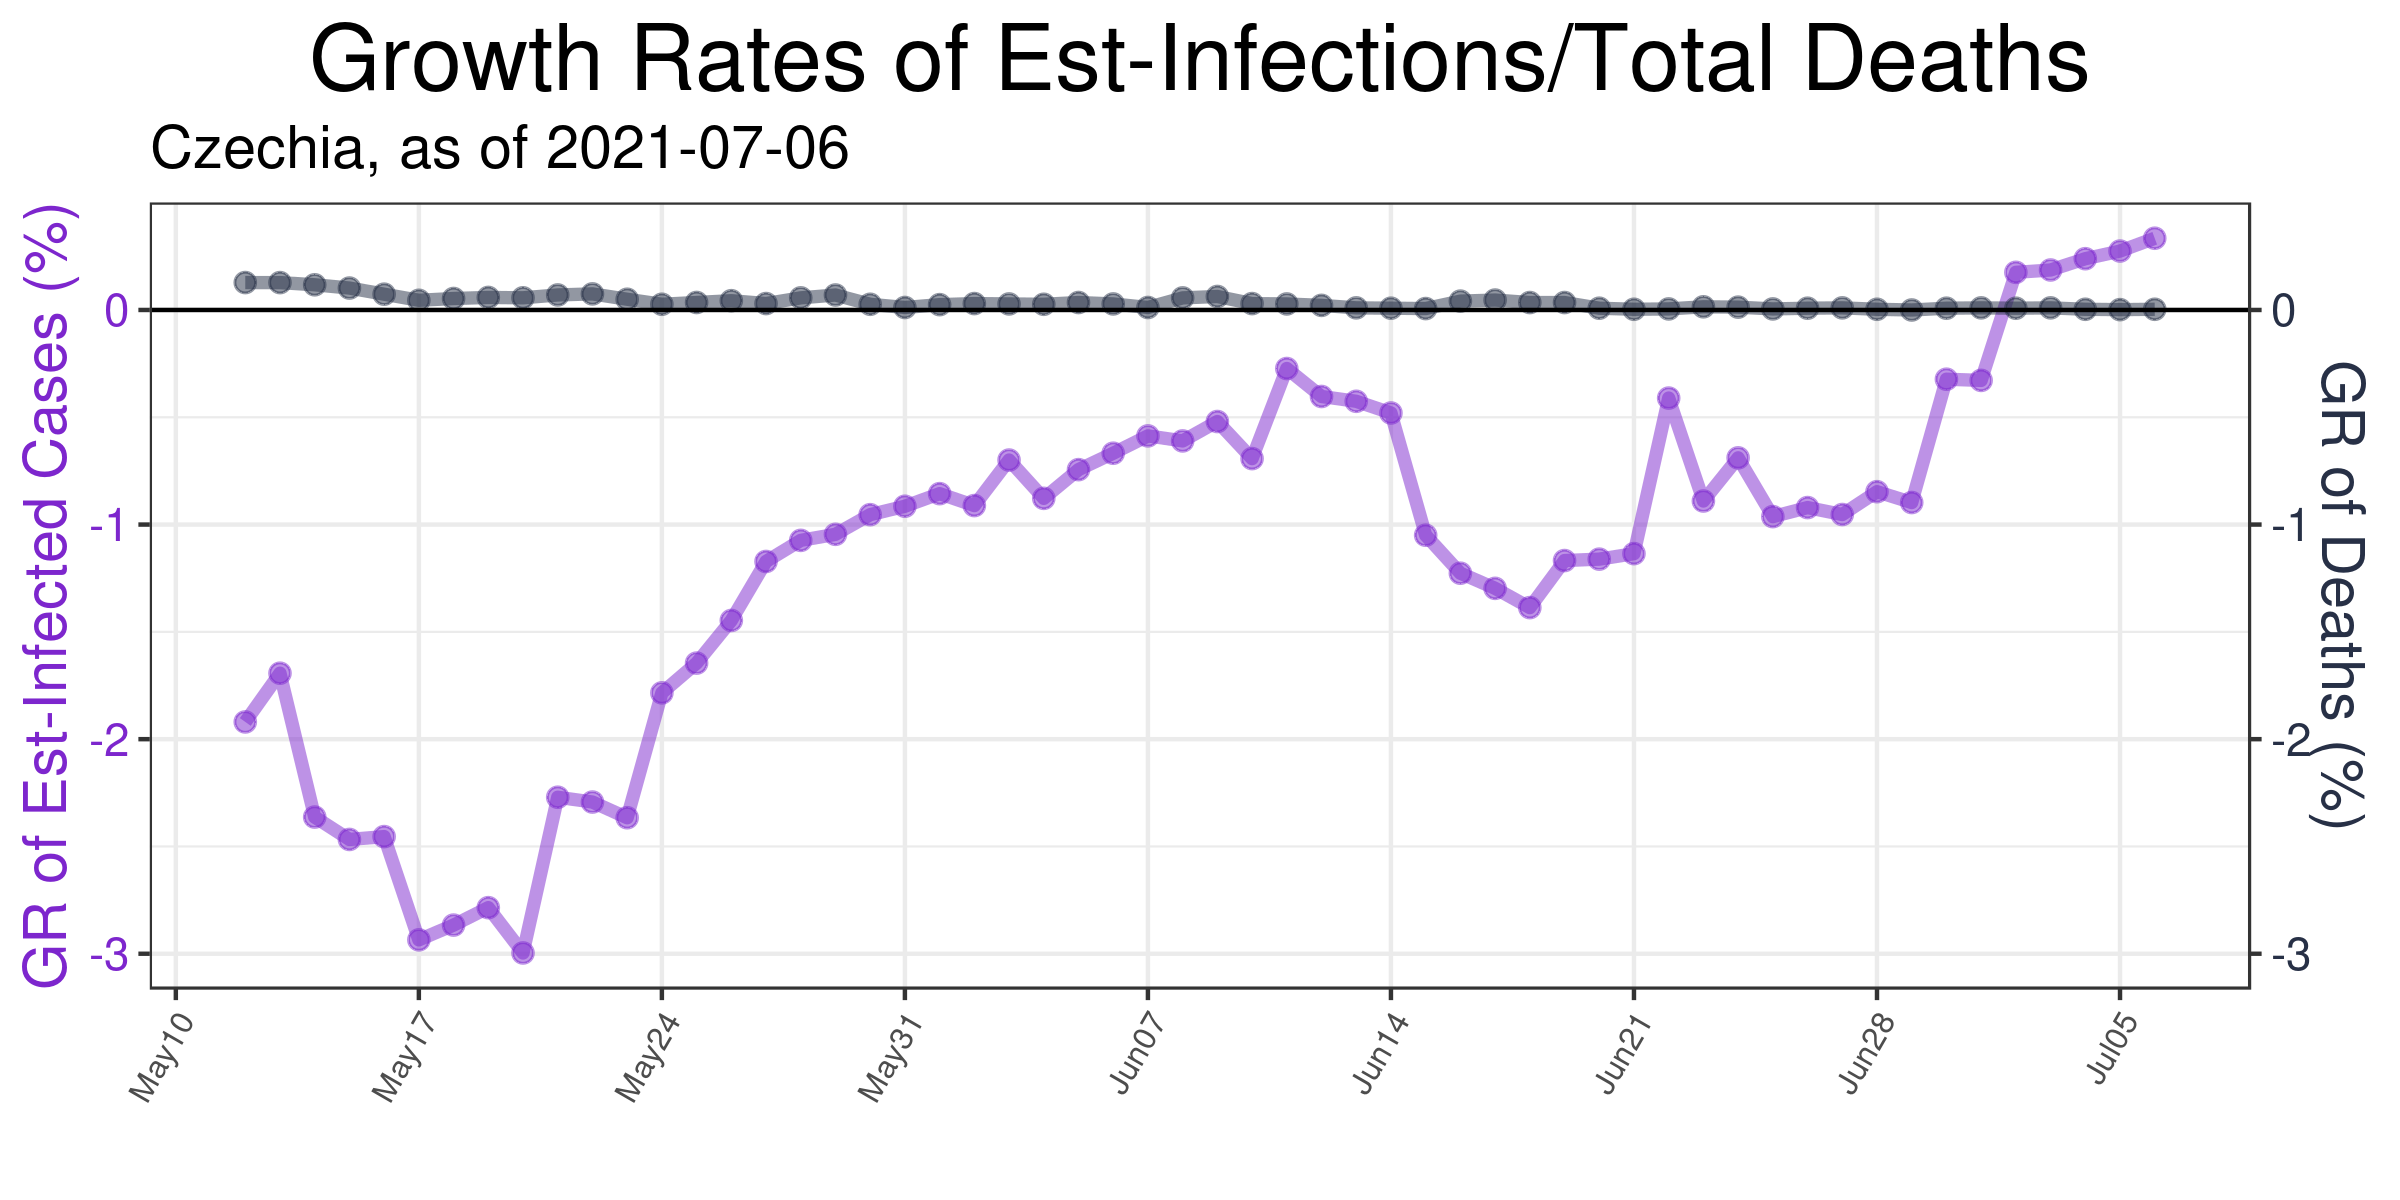 Growth Rates of Est-Infections/Total Deaths
Czechia, as of 2021-07-06
GR of Est-Infected Cases (%)
0
-1
-2
-3
0
-1
-2
-3
GR of Deaths (%)
May10
May17
May24
May31
Jun07
Jun14
Jun21
Jun28
Jul05